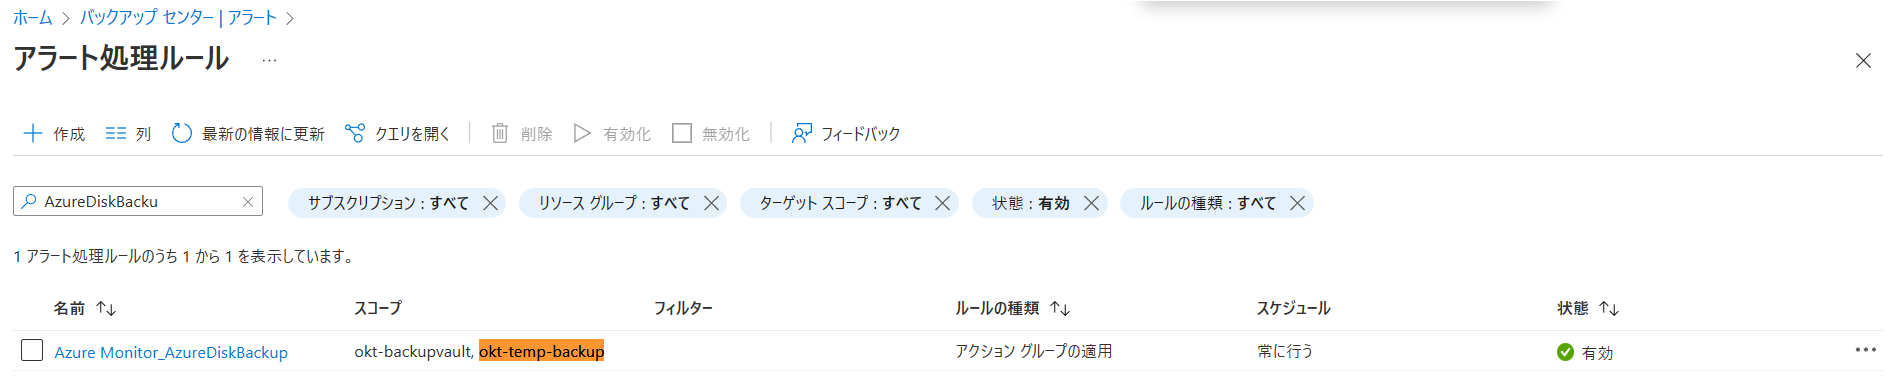 ホーム > バックアップ センター | アラート >
アラート処理ルール ...
作成 列 最新の情報に更新 クエリを開く 削除 有効化 無効化 フィードバック
AzureDiskBacku サブスクリプション : すべて リソース グループ : すべて ターゲット スコープ : すべて 状態 : 有効 ルールの種類 : すべて
1 アラート処理ルールのうち 1 から 1 を表示しています。
名前 ↑↓ スコープ フィルター ルールの種類 ↑↓ スケジュール 状態 ↑↓
Azure Monitor_AzureDiskBackup okt-backupvault, okt-temp-backup アクション グループの適用 常に行う 有効 ...